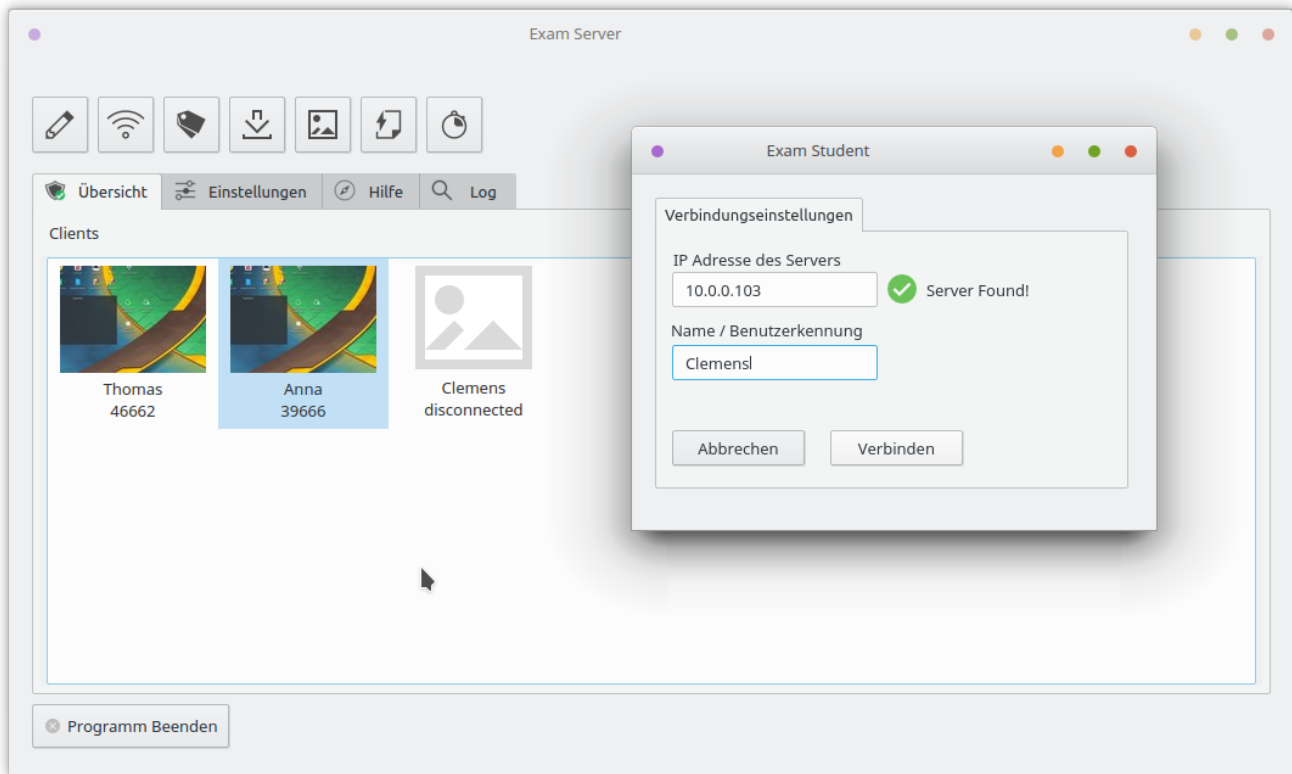 Exam Server
Übersicht
Einstellungen
Hilfe
Log
Clients
Thomas
46662
Anna
39666
Clemens
disconnected
Programm Beenden
Exam Student
Verbindungseinstellungen
IP Adresse des Servers
10.0.0.103
Server Found!
Name / Benutzerkennung
Clemens
Abbrechen
Verbinden